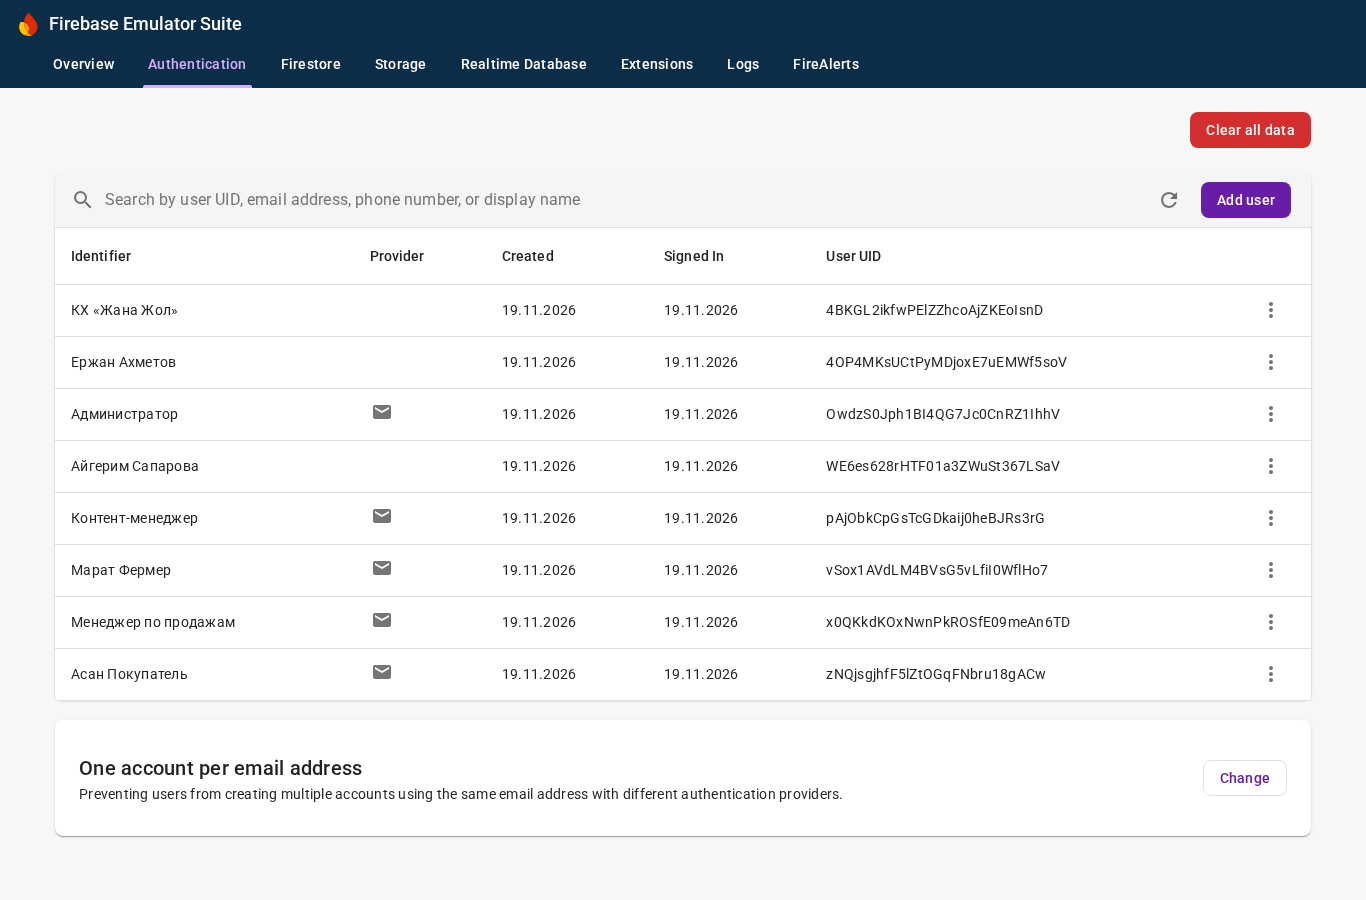 Firebase Emulator Suite
Overview Authentication Firestore Storage Realtime Database Extensions Logs FireAlerts
Clear all data
Search by user UID, email address, phone number, or display name Add user
Identifier Provider Created Signed In User UID
КХ «Жана Жол» 19.11.2026 19.11.2026 4BKGL2ikfwPElZZhcoAjZKEoIsnD
Ержан Ахметов 19.11.2026 19.11.2026 4OP4MKsUCtPyMDjoxE7uEMWf5soV
Администратор 19.11.2026 19.11.2026 OwdzS0Jph1BI4QG7Jc0CnRZ1IhhV
Айгерим Сапарова 19.11.2026 19.11.2026 WE6es628rHTF01a3ZWuSt367LSaV
Контент-менеджер 19.11.2026 19.11.2026 pAjObkCpGsTcGDkaij0heBJRs3rG
Марат Фермер 19.11.2026 19.11.2026 vSox1AVdLM4BVsG5vLfiI0WflHo7
Менеджер по продажам 19.11.2026 19.11.2026 x0QKkdKOxNwnPkROSfE09meAn6TD
Асан Покупатель 19.11.2026 19.11.2026 zNQjsgjhfF5lZtOGqFNbru18gACw
One account per email address
Preventing users from creating multiple accounts using the same email address with different authentication providers.
Change